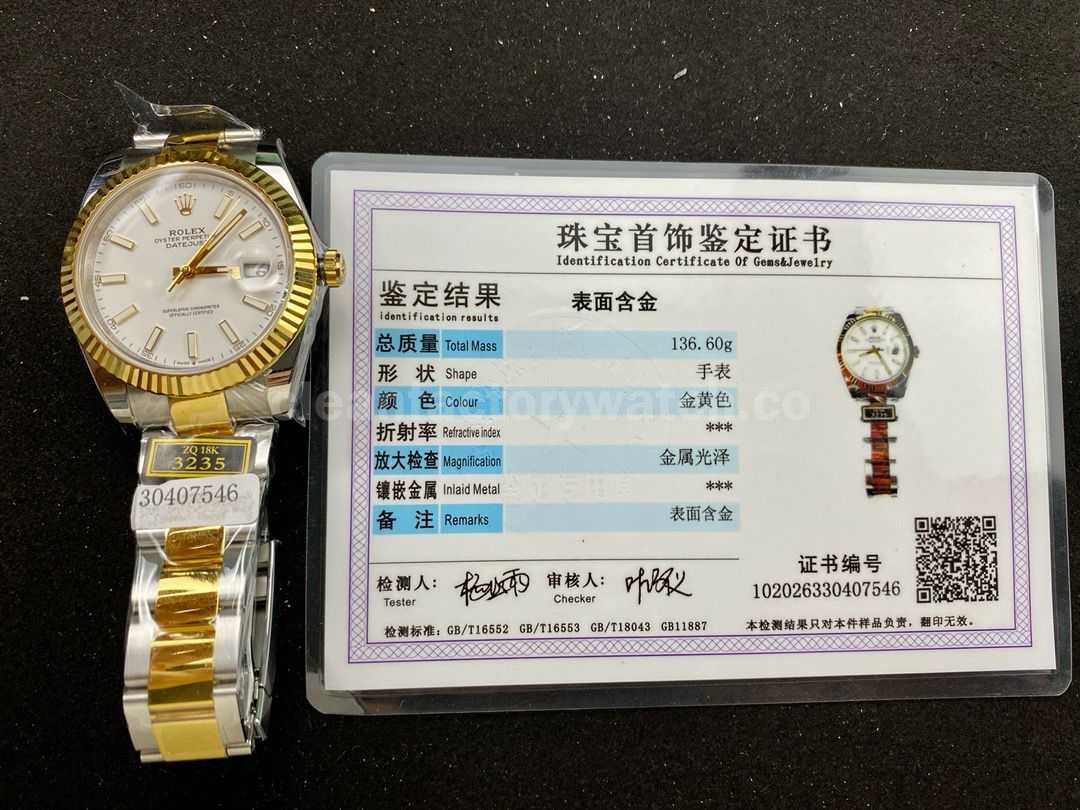 60
ROLEX
OYSTER PERPETUAL
DATEJUST
SUPERLATIVE CHRONOMETER
OFFICIALLY CERTIFIED
ZQ 18K
3235
30407546
珠宝首饰鉴定证书
Identification Certificate Of Gems&Jewelry
鉴定结果 表面含金
identification results
总质量 Total Mass 136.60g
形 状 Shape 手表
颜 色 Colour 金黄色
折射率 Refractive index ***
放大检查 Magnification 金属光泽
镶嵌金属 Inlaid Metal ***
备 注 Remarks 表面含金
检测人: 审核人:
Tester Checker
证书编号
102026330407546
检测标准: GB/T16552 GB/T16553 GB/T18043 GB11887 本检测结果只对本件样品负责, 翻印无效。
cleanfactorywatch.co